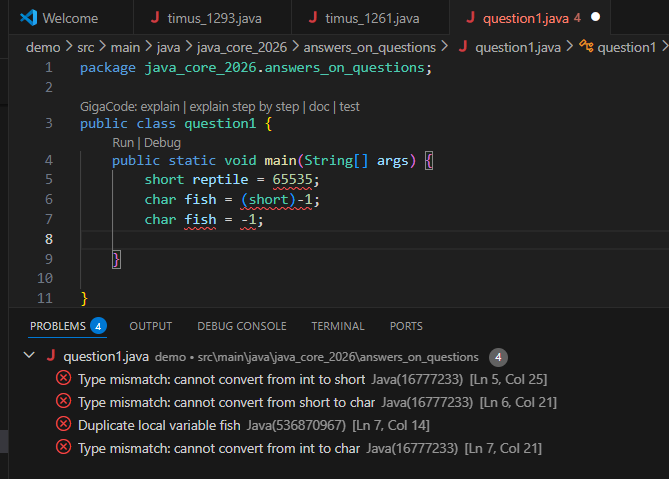 Welcome
J timus_1293.java
J timus_1261.java
J question1.java 4
demo > src > main > java > java_core_2026 > answers_on_questions > J question1.java > question1 >
1 package java_core_2026.answers_on_questions;
2
GigaCode: explain | explain step by step | doc | test
3 public class question1 {
Run | Debug
4 public static void main(String[] args) {
5 short reptile = 65535;
6 char fish = (short)-1;
7 char fish = -1;
8
9 }
10
11 }
PROBLEMS 4 OUTPUT DEBUG CONSOLE TERMINAL PORTS
J question1.java demo • src\main\java\java_core_2026\answers_on_questions 4
Type mismatch: cannot convert from int to short Java(16777233) [Ln 5, Col 25]
Type mismatch: cannot convert from short to char Java(16777233) [Ln 6, Col 21]
Duplicate local variable fish Java(536870967) [Ln 7, Col 14]
Type mismatch: cannot convert from int to char Java(16777233) [Ln 7, Col 21]